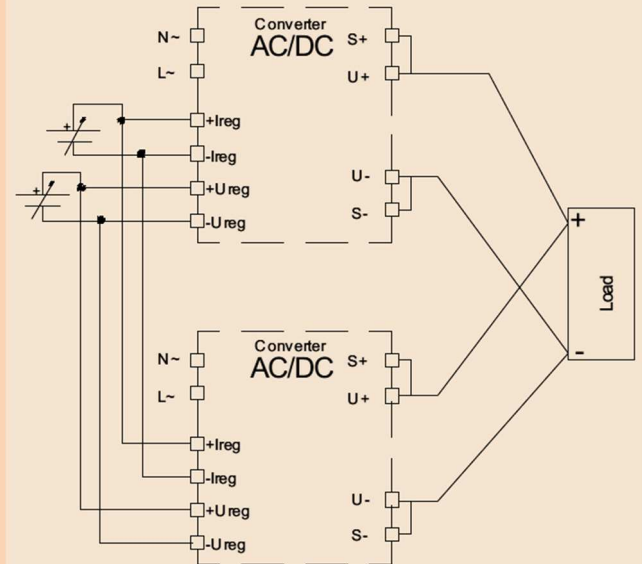 Converter
AC/DC
N~
S+
L~
U+
+Ireg
-Ireg
+Ureg
-Ureg
U-
S-
+
+
+
-
Load
Converter
AC/DC
N~
S+
L~
U+
+Ireg
-Ireg
+Ureg
-Ureg
U-
S-